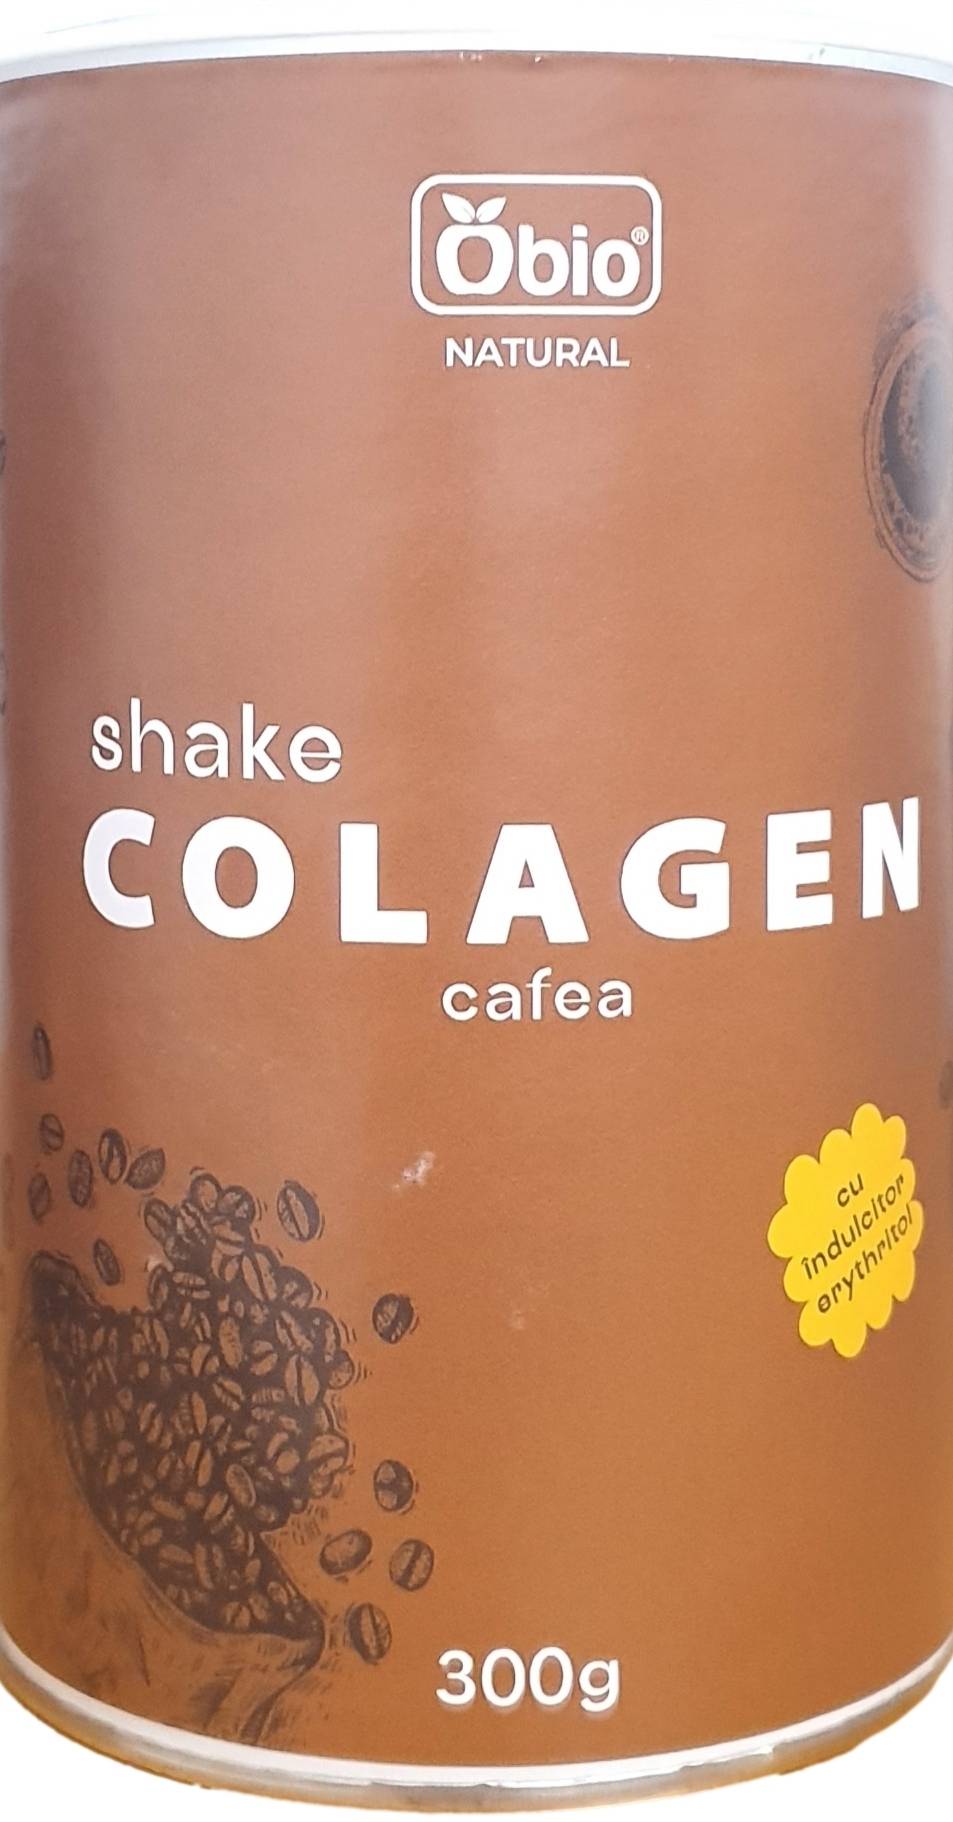 Obio®
NATURAL
shake
COLAGEN
cafea
cu
îndulcitor
erythritol
300g